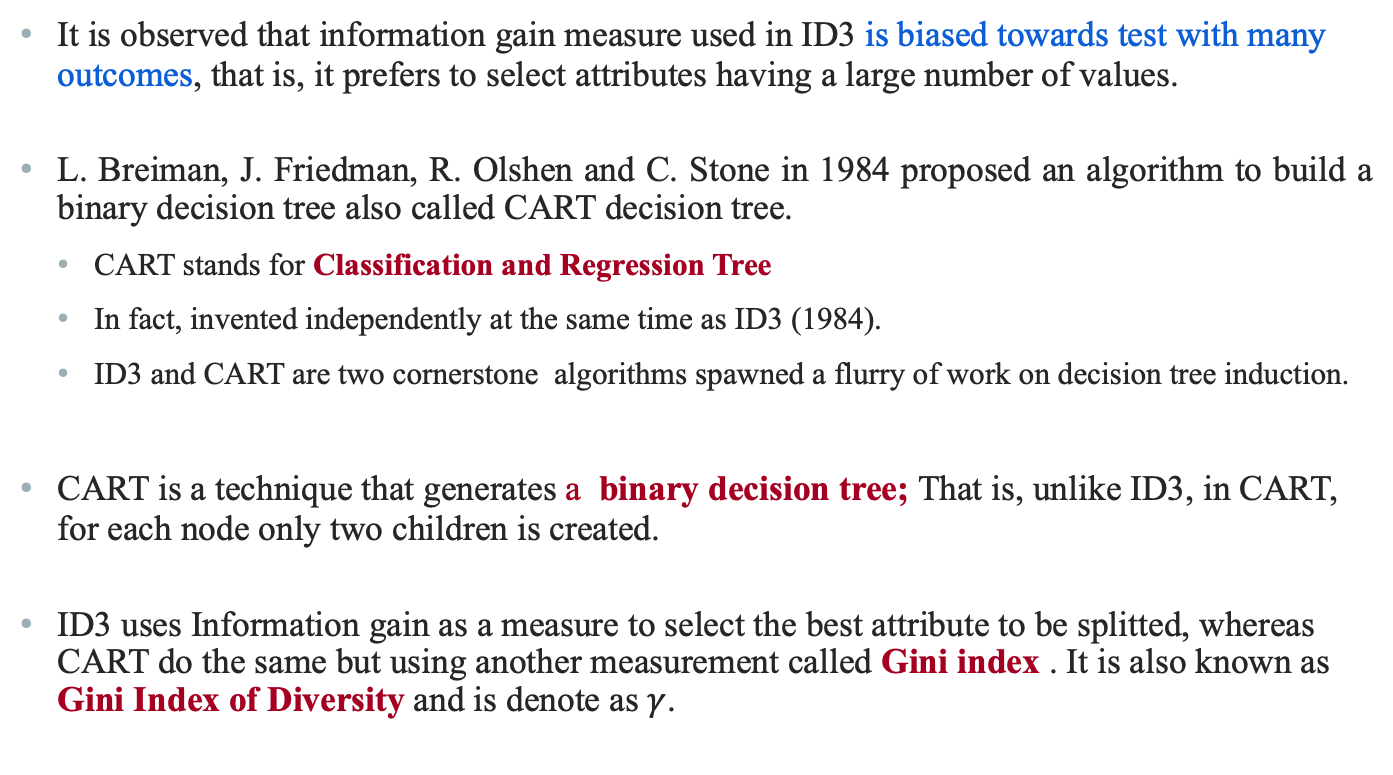 • It is observed that information gain measure used in ID3 is biased towards test with many
outcomes, that is, it prefers to select attributes having a large number of values.
• L. Breiman, J. Friedman, R. Olshen and C. Stone in 1984 proposed an algorithm to build a
binary decision tree also called CART decision tree.
• CART stands for Classification and Regression Tree
• In fact, invented independently at the same time as ID3 (1984).
• ID3 and CART are two cornerstone algorithms spawned a flurry of work on decision tree induction.
• CART is a technique that generates a binary decision tree; That is, unlike ID3, in CART,
for each node only two children is created.
• ID3 uses Information gain as a measure to select the best attribute to be splitted, whereas
CART do the same but using another measurement called Gini index . It is also known as
Gini Index of Diversity and is denote as γ.